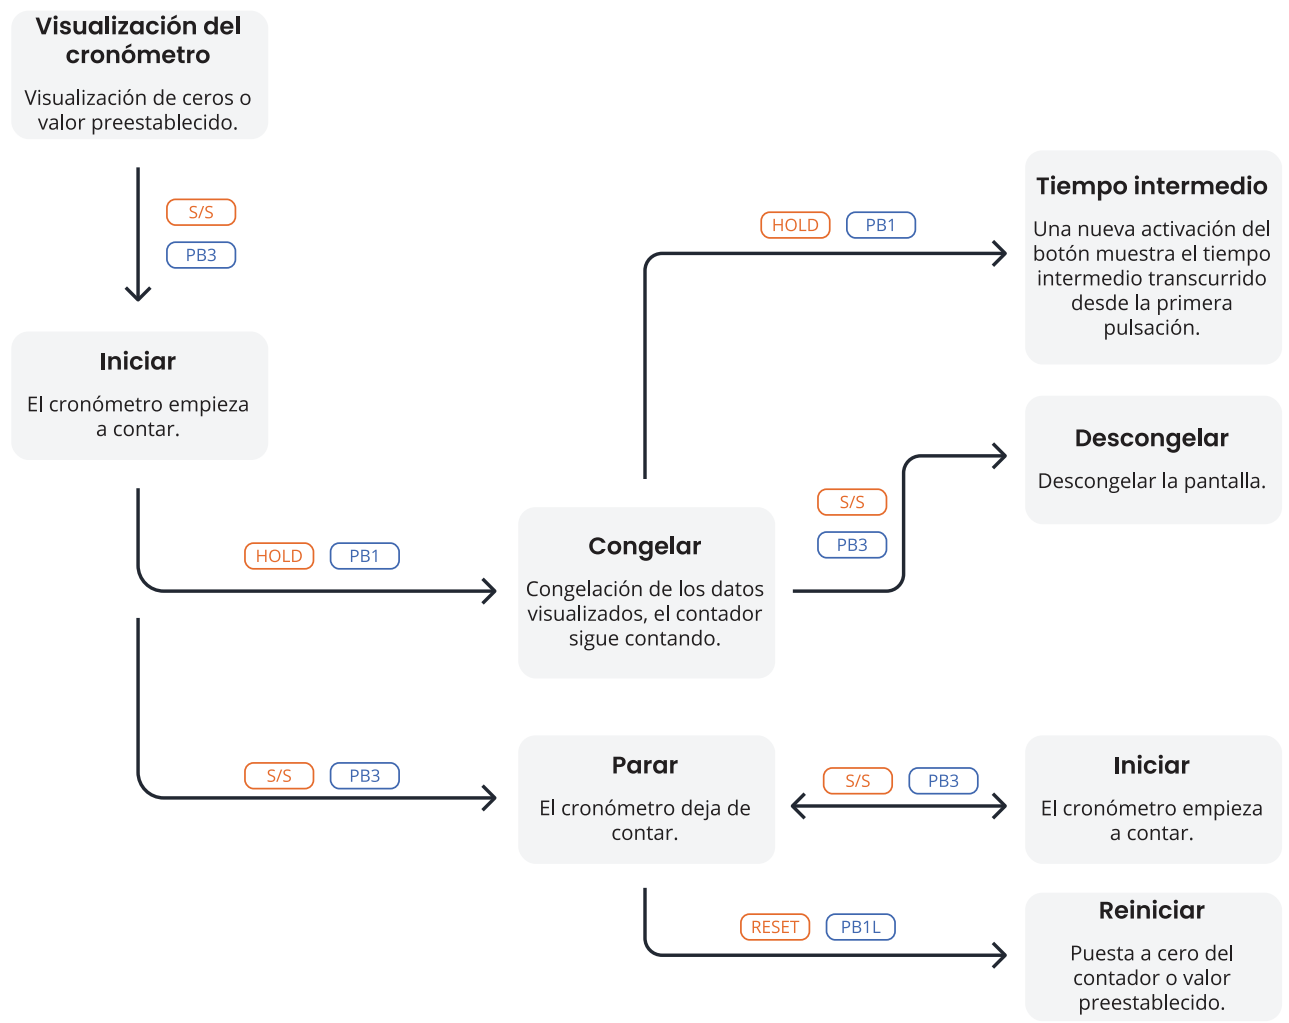 Visualización del
cronómetro
Visualización de ceros o
valor preestablecido.
S/S
PB3
Iniciar
El cronómetro empieza
a contar.
HOLD PB1
Tiempo intermedio
Una nueva activación del
botón muestra el tiempo
intermedio transcurrido
desde la primera
pulsación.
Descongelar
Descongelar la pantalla.
S/S
PB3
HOLD PB1
Congelar
Congelación de los datos
visualizados, el contador
sigue contando.
S/S PB3
Parar
El cronómetro deja de
contar.
S/S PB3
Iniciar
El cronómetro empieza
a contar.
RESET PB1L
Reiniciar
Puesta a cero del
contador o valor
preestablecido.